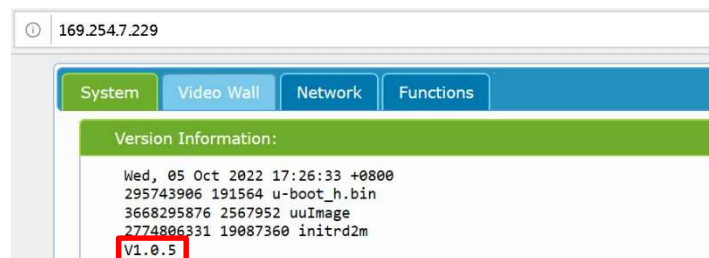 169.254.7.229
System Video Wall Network Functions
Version Information:
Wed, 05 Oct 2022 17:26:33 +0800
295743906 191564 u-boot_h.bin
3668295876 2567952 uuImage
2774806331 19087360 initrd2m
V1.0.5